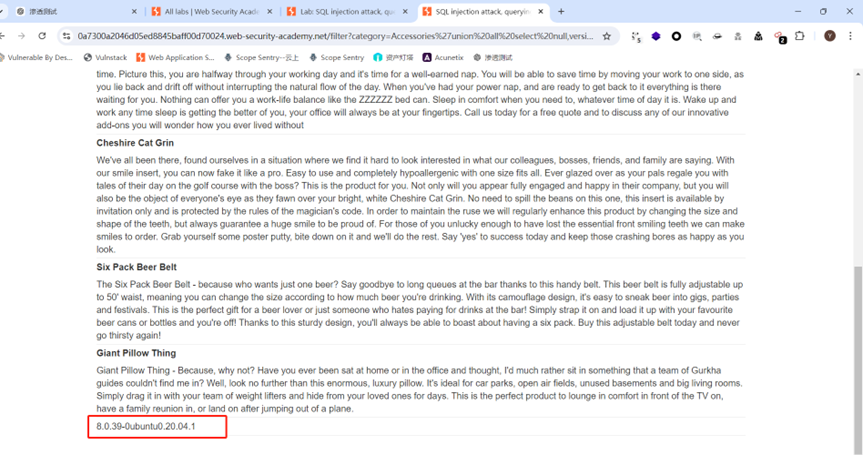 渗透测试
All labs | Web Security Acade
Lab: SQL injection attack, que
SQL injection attack, queryin
0a7300a2046d05ed8845baff00d70024.web-security-academy.net/filter?category=Accessories%27union%20all%20select%20null,versi...
Vulnerable By Des...
Vulnstack
Web Application S...
Scope Sentry--云上
Scope Sentry
资产灯塔
Acunetix
渗透测试
time. Picture this, you are halfway through your working day and it's time for a well-earned nap. You will be able to save time by moving your work to one side, as
you lie back and drift off without interrupting the natural flow of the day. When you've had your power nap, and are ready to get back to it everything is there
waiting for you. Nothing can offer you a work-life balance like the ZZZZZZ bed can. Sleep in comfort when you need to, whatever time of day it is. Wake up and
work any time sleep is getting the better of you, your office will always be at your fingertips. Call us today for a free quote and to discuss any of our innovative
add-ons you will wonder how you ever lived without
Cheshire Cat Grin
We've all been there, found ourselves in a situation where we find it hard to look interested in what our colleagues, bosses, friends, and family are saying. With
our smile insert, you can now fake it like a pro. Easy to use and completely hypoallergenic with one size fits all. Ever glazed over as your pals regale you with
tales of their day on the golf course with the boss? This is the product for you. Not only will you appear fully engaged and happy in their company, but you will
also be the object of everyone's eye as they fawn over your bright, white Cheshire Cat Grin. No need to spill the beans on this one, this insert is available by
invitation only and is protected by the rules of the magician's code. In order to maintain the ruse we will regularly enhance this product by changing the size and
shape of the teeth, but always guarantee a huge smile to be proud of. For those of you unlucky enough to have lost the essential front smiling teeth we can make
smiles to order. Grab yourself some poster putty, bite down on it and we'll do the rest. Say 'yes' to success today and keep those crashing bores as happy as you
look.
Six Pack Beer Belt
The Six Pack Beer Belt - because who wants just one beer? Say goodbye to long queues at the bar thanks to this handy belt. This beer belt is fully adjustable up
to 50' waist, meaning you can change the size according to how much beer you're drinking. With its camouflage design, it's easy to sneak beer into gigs, parties
and festivals. This is the perfect gift for a beer lover or just someone who hates paying for drinks at the bar! Simply strap it on and load it up with your favourite
beer cans or bottles and you're off! Thanks to this sturdy design, you'll always be able to boast about having a six pack. Buy this adjustable belt today and never
go thirsty again!
Giant Pillow Thing
Giant Pillow Thing - Because, why not? Have you ever been sat at home or in the office and thought, I'd much rather sit in something that a team of Gurkha
guides couldn't find me in? Well, look no further than this enormous, luxury pillow. It's ideal for car parks, open air fields, unused basements and big living rooms.
Simply drag it in with your team of weight lifters and hide from your loved ones for days. This is the perfect product to lounge in comfort in front of the TV on,
have a family reunion in, or land on after jumping out of a plane.
8.0.39-0ubuntu0.20.04.1